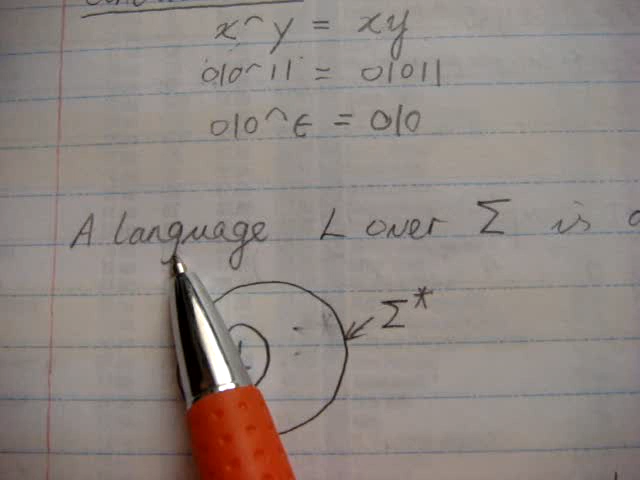 x^y = xy
010^11 = 01011
010^ϵ = 010
A language L over Σ is a
Σ*
L